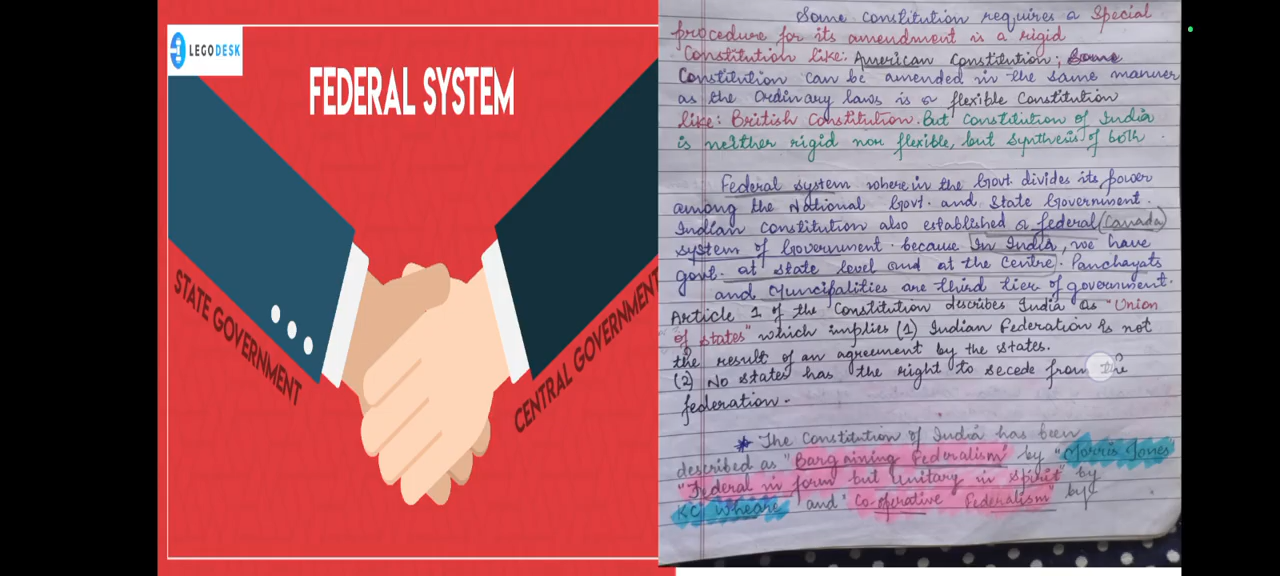 LEGODESK
FEDERAL SYSTEM
STATE GOVERNMENT
CENTRAL GOVERNMENT
Some constitution requires a Special
procedure for its amendment is a rigid
Constitution like: American Constitution; Some
Constitution can be amended in the same manner
as the Ordinary laws is a flexible Constitution
like: British Constitution. But Constitution of India
is neither rigid nor flexible, but synthesis of both.
Federal system where in the Govt. divides its power
among the National Govt. and State Government.
Indian Constitution also established a federal (Canada)
system of Government. because In India, we have
govt. at state level and at the Centre. Panchayats
and Muncipalities are third tier of government.
Article 1 of the Constitution describes India as "Union
of States" which implies (1) Indian Federation is not
the result of an agreement by the states.
(2) No states has the right to secede from the
federation.
* The Constitution of India has been
described as "Bargaining Federalism" by "Morris Jones"
"Federal in form but Unitary in Spirit" by
KC Wheare and "Co-operative Federalism" by